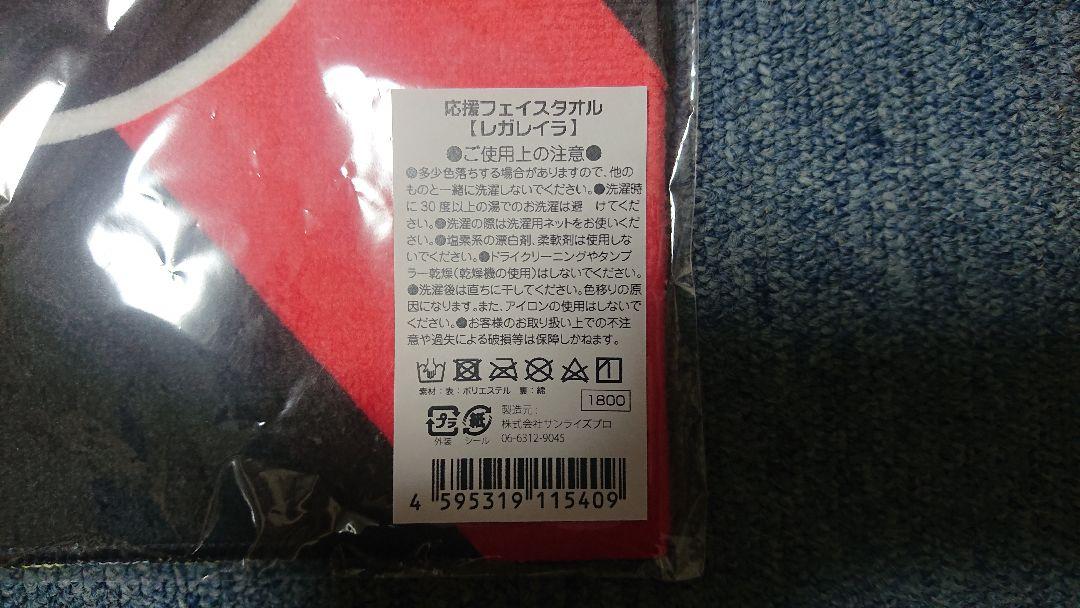 応援フェイスタオル
【レガレイラ】
●ご使用上の注意●
●多少色落ちする場合がありますので、他の
ものと一緒に洗濯しないでください。●洗濯時
に30度以上の湯でのお洗濯は避 けてくだ
さい。●洗濯の際は洗濯用ネットをお使いくだ
さい。●塩素系の漂白剤、柔軟剤は使用しな
いでください。●ドライクリーニングやタンブ
ラー乾燥(乾燥機の使用)はしないでください。
●洗濯後は直ちに干してください。色移りの原
因になります。また、アイロンの使用はしないで
ください。●お客様のお取り扱い上での不注
意や過失による破損等は保障しかねます。
素材:表:ポリエステル 裏:綿
1800
プラ 紙
外装 シール
製造元:
株式会社サンライズプロ
06-6312-9045
4 595319 115409